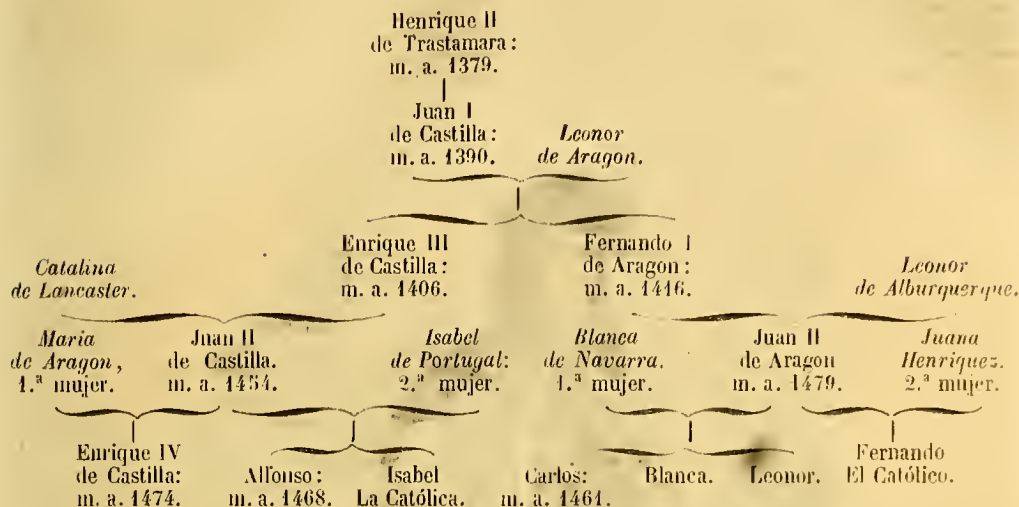 Henrique II
de Trastamara:
m. a. 1379.
Juan I
de Castilla:
m. a. 1390.
Leonor
de Aragon.
Enrique III
de Castilla:
m. a. 1406.
Fernando I
de Aragon:
m. a. 1416.
Catalina
de Lancaster.
Leonor
de Alburquerque.
Maria
de Aragon,
1.ª mujer.
Juan II
de Castilla.
m. a. 1454.
Isabel
de Portugal:
2.ª mujer.
Blanca
de Navarra.
1.ª mujer.
Juan II
de Aragon
m. a. 1479.
Juana
Henriquez.
2.ª mujer.
Enrique IV
de Castilla:
m. a. 1474.
Alfonso:
m. a. 1468.
Isabel
La Católica.
Carlos:
m. a. 1461.
Blanca.
Leonor.
Fernando
El Católico.